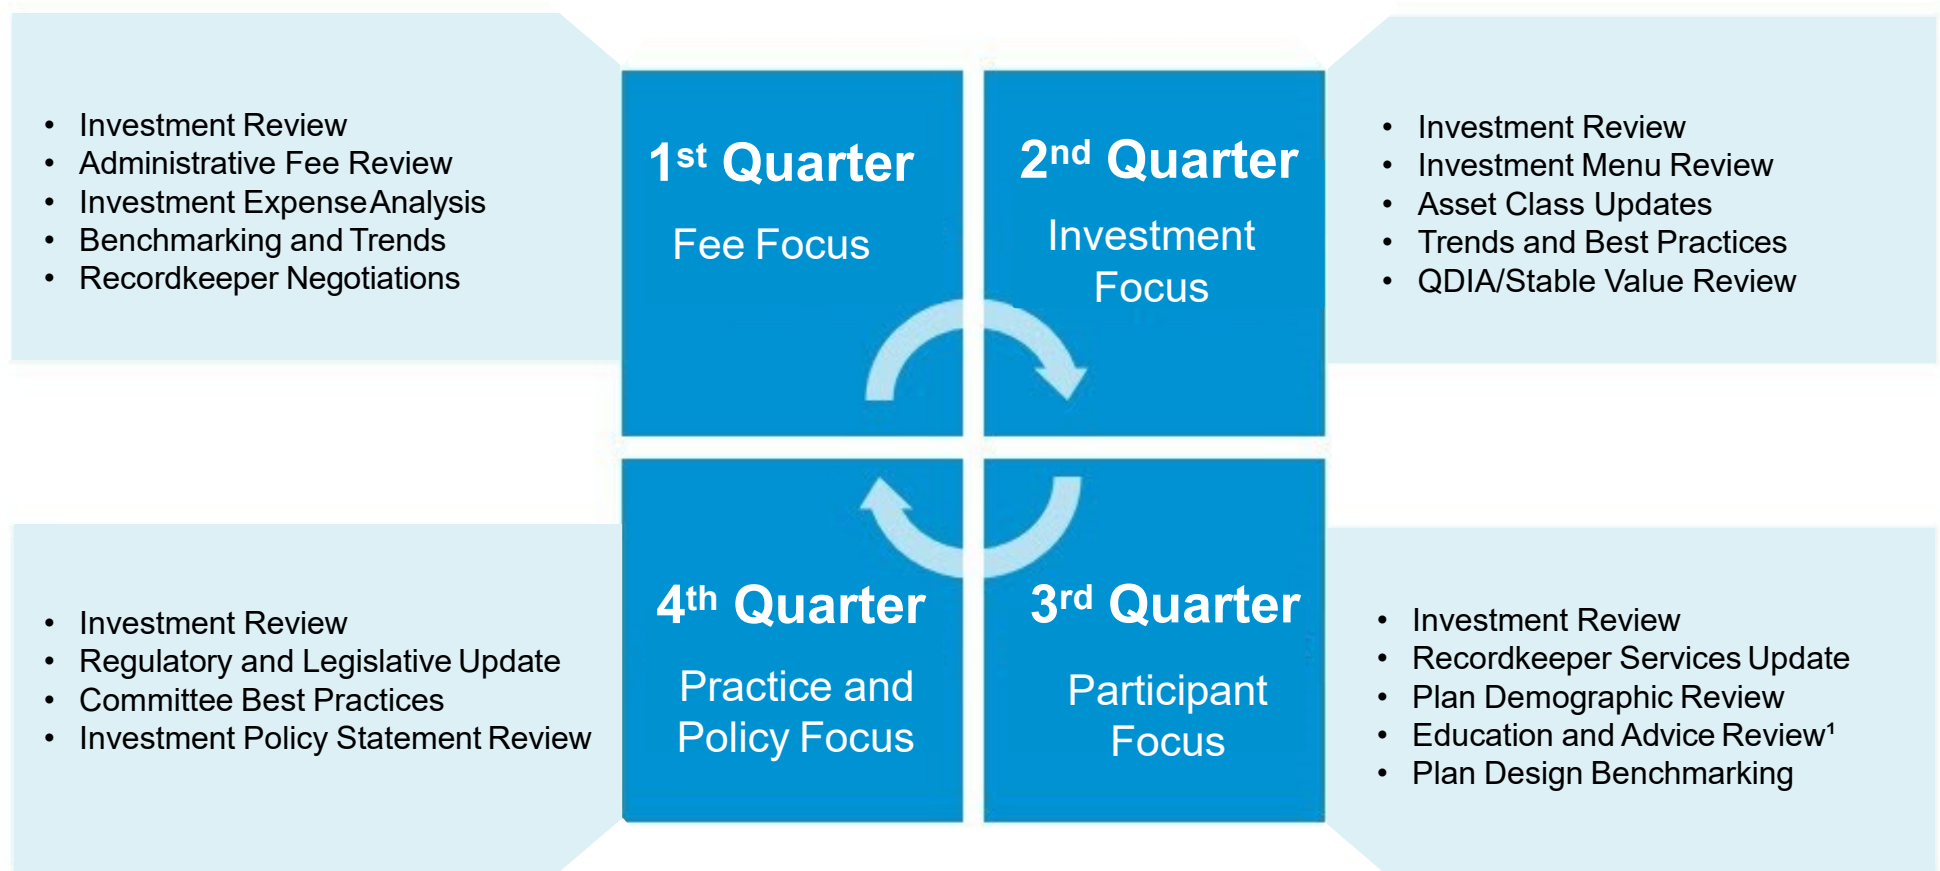 • Investment Review
• Administrative Fee Review
• Investment Expense Analysis
• Benchmarking and Trends
• Recordkeeper Negotiations
1st Quarter
Fee Focus
2nd Quarter
Investment
Focus
• Investment Review
• Investment Menu Review
• Asset Class Updates
• Trends and Best Practices
• QDIA/Stable Value Review
• Investment Review
• Regulatory and Legislative Update
• Committee Best Practices
• Investment Policy Statement Review
4th Quarter
Practice and
Policy Focus
3rd Quarter
Participant
Focus
• Investment Review
• Recordkeeper Services Update
• Plan Demographic Review
• Education and Advice Review¹
• Plan Design Benchmarking